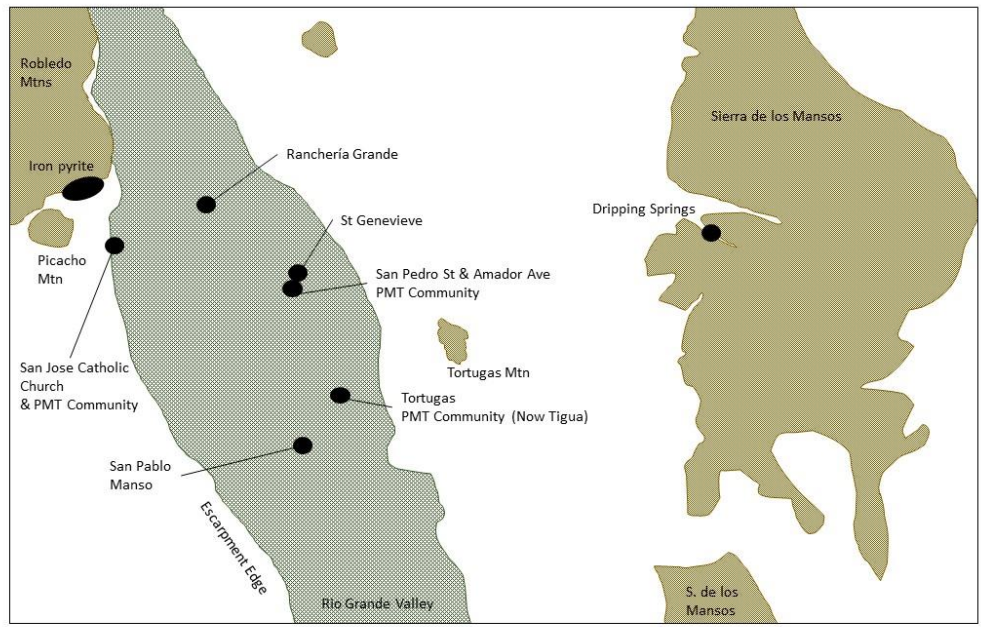 Robledo
Mtns
Sierra de los Mansos
Ranchería Grande
Iron pyrite
Dripping Springs
St Genevieve
Picacho
Mtn
San Pedro St & Amador Ave
PMT Community
San Jose Catholic
Church
& PMT Community
Tortugas Mtn
Tortugas
PMT Community (Now Tigua)
San Pablo
Manso
Escarpment Edge
Rio Grande Valley
S. de los
Mansos